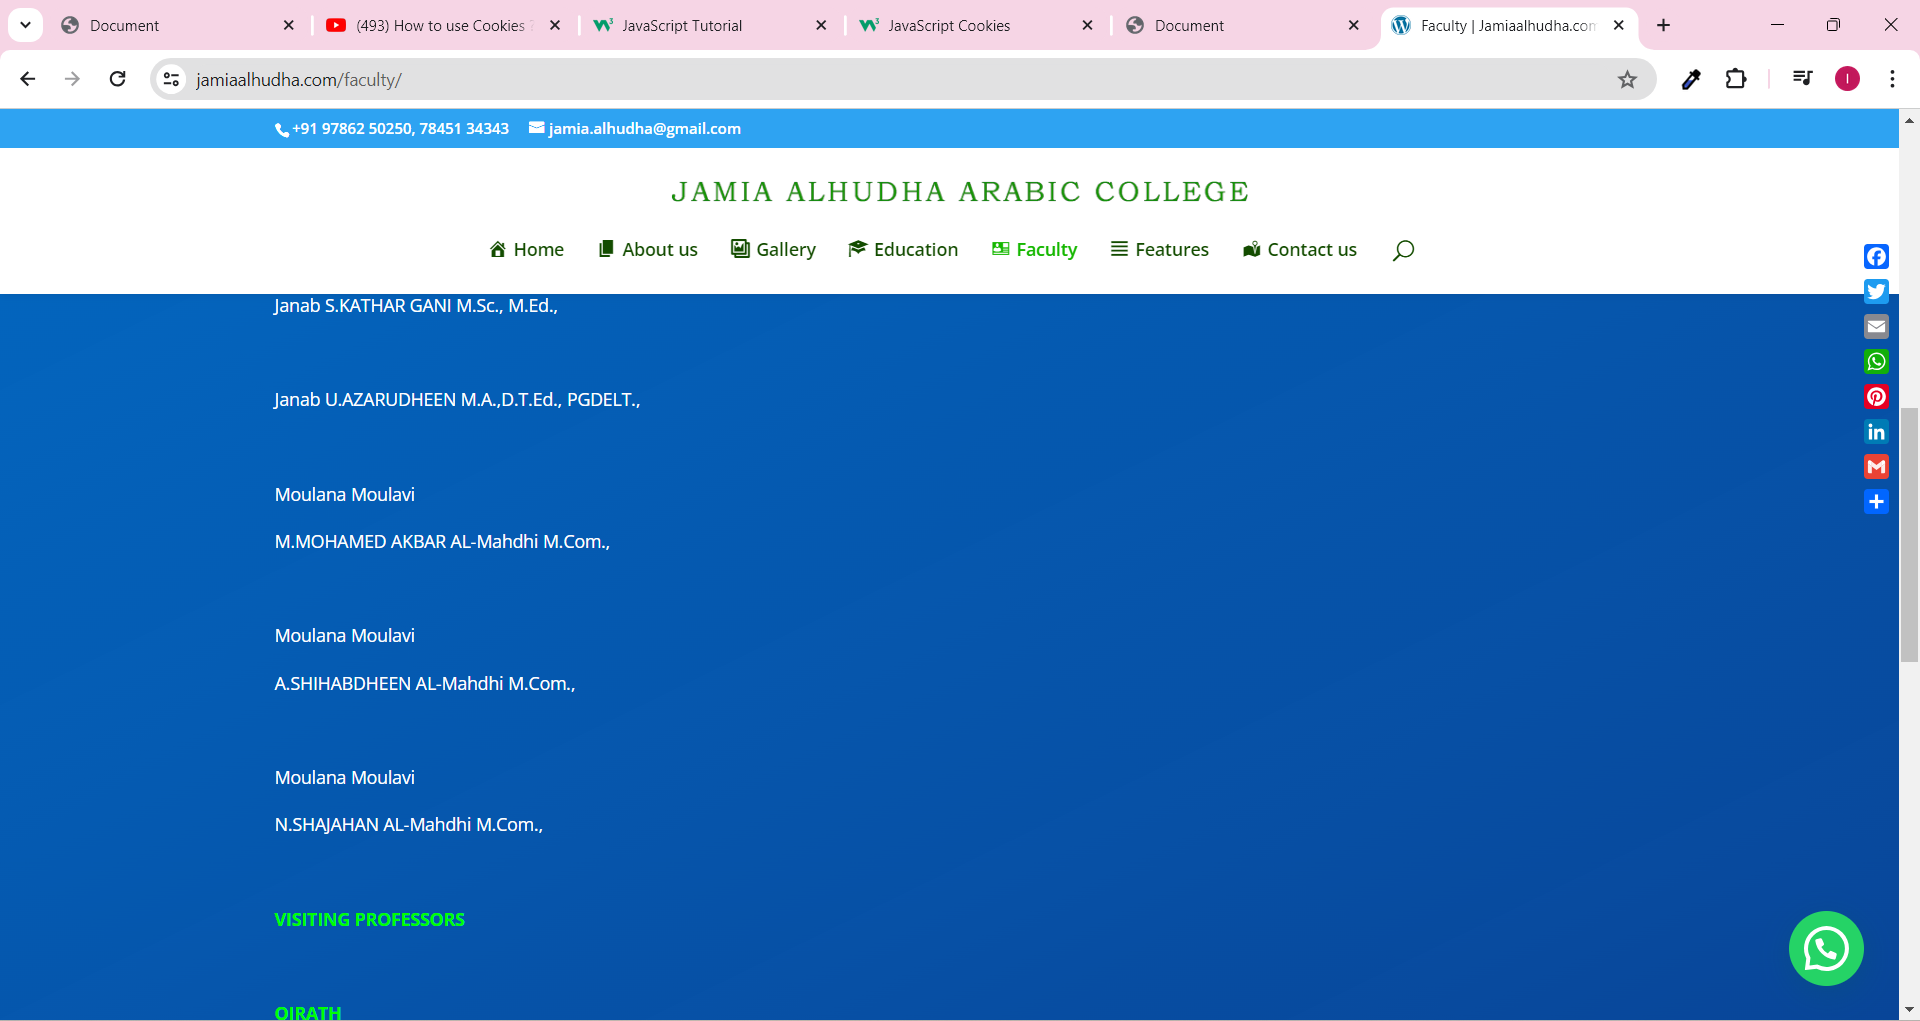 Document
(493) How to use Cookies
JavaScript Tutorial
JavaScript Cookies
Document
Faculty | Jamiaalhudha.com
jamiaalhudha.com/faculty/
I
+91 97862 50250, 78451 34343 jamia.alhudha@gmail.com
JAMIA ALHUDHA ARABIC COLLEGE
Home About us Gallery Education Faculty Features Contact us
Janab S.KATHAR GANI M.Sc., M.Ed.,
Janab U.AZARUDHEEN M.A.,D.T.Ed., PGDELT.,
Moulana Moulavi
M.MOHAMED AKBAR AL-Mahdhi M.Com.,
Moulana Moulavi
A.SHIHABDHEEN AL-Mahdhi M.Com.,
Moulana Moulavi
N.SHAJAHAN AL-Mahdhi M.Com.,
VISITING PROFESSORS
QIRATH